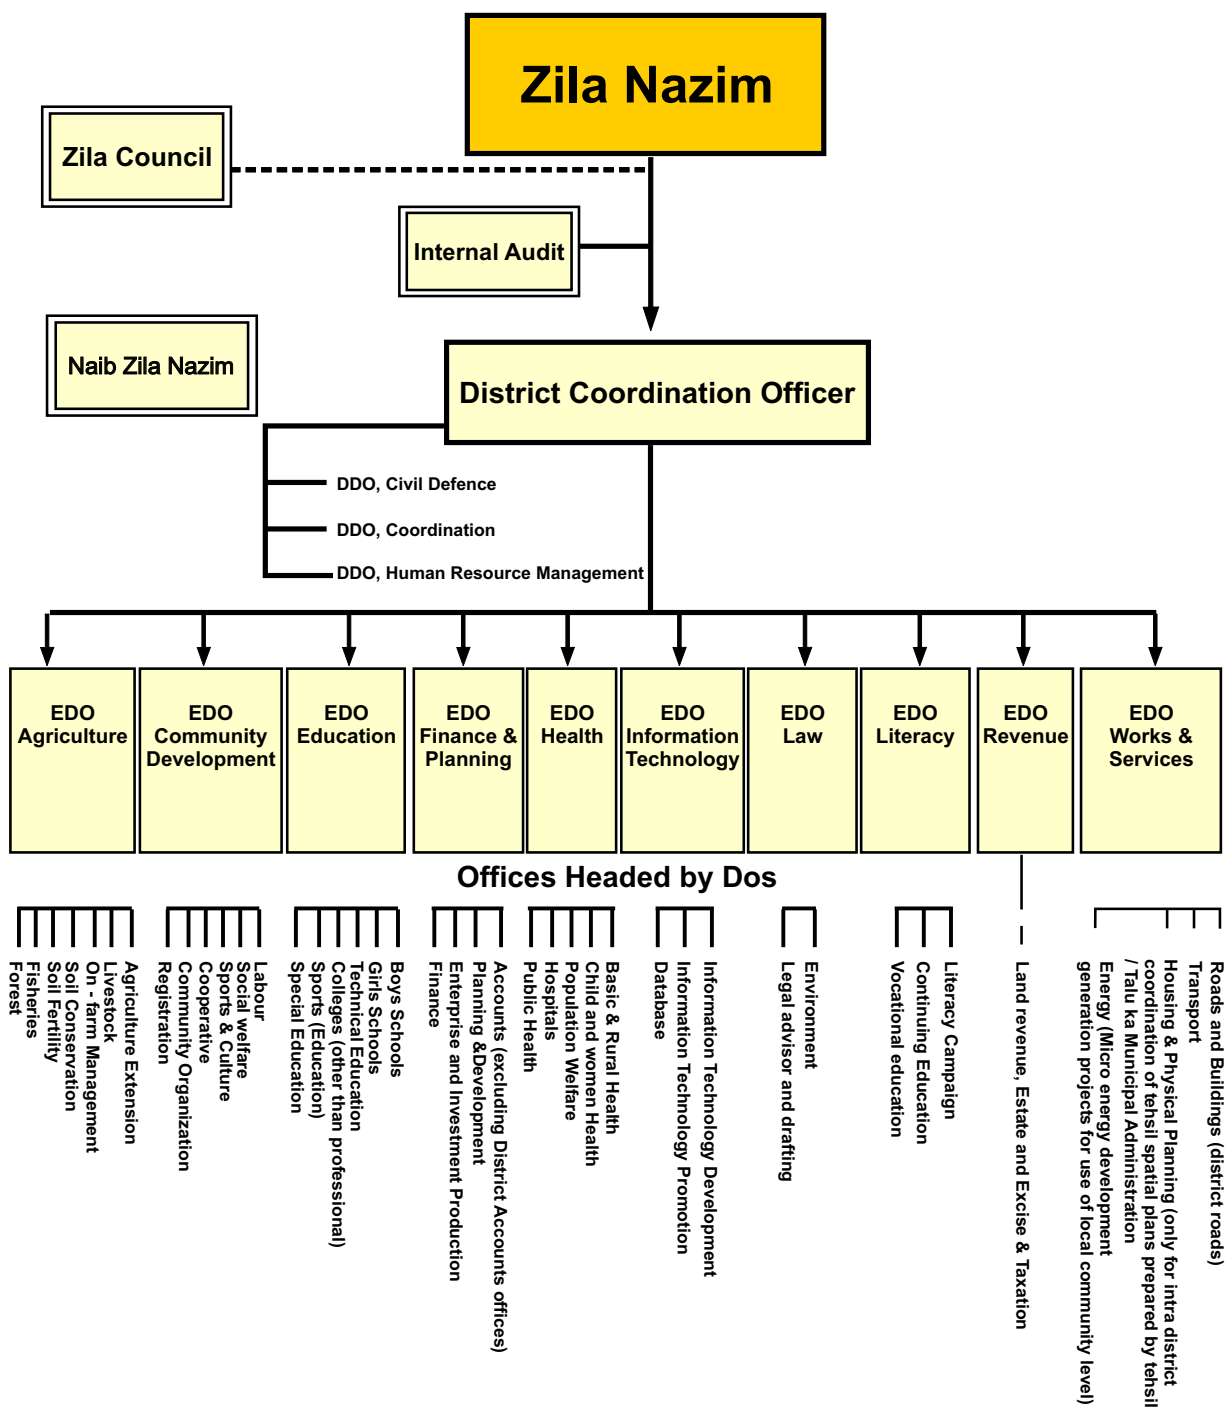 Zila Nazim
Zila Council
Internal Audit
Naib Zila Nazim
District Coordination Officer
DDO, Civil Defence
DDO, Coordination
DDO, Human Resource Management
EDO
Agriculture
EDO
Community
Development
EDO
Education
EDO
Finance &
Planning
EDO
Health
EDO
Information
Technology
EDO
Law
EDO
Literacy
EDO
Revenue
EDO
Works &
Services
Offices Headed by Dos
Agriculture Extension
Livestock
On - farm Management
Soil Conservation
Soil Fertility
Fisheries
Forest
Labour
Social welfare
Sports & Culture
Cooperative
Community Organization
Registration
Boys Schools
Girls Schools
Technical Education
Colleges (other than professional)
Sports (Education)
Special Education
Accounts (excluding District Accounts offices)
Planning &Development
Enterprise and Investment Production
Finance
Basic & Rural Health
Child and women Health
Population Welfare
Hospitals
Public Health
Information Technology Development
Information Technology Promotion
Database
Environment
Legal advisor and drafting
Literacy Campaign
Continuing Education
Vocational education
Land revenue, Estate and Excise & Taxation
Roads and Buildings (district roads)
Transport
Housing & Physical Planning (only for intra district
coordination of tehsil spatial plans prepared by tehsil
/ Talu ka Municipal Administration
Energy (Micro energy development
generation projects for use of local community level)